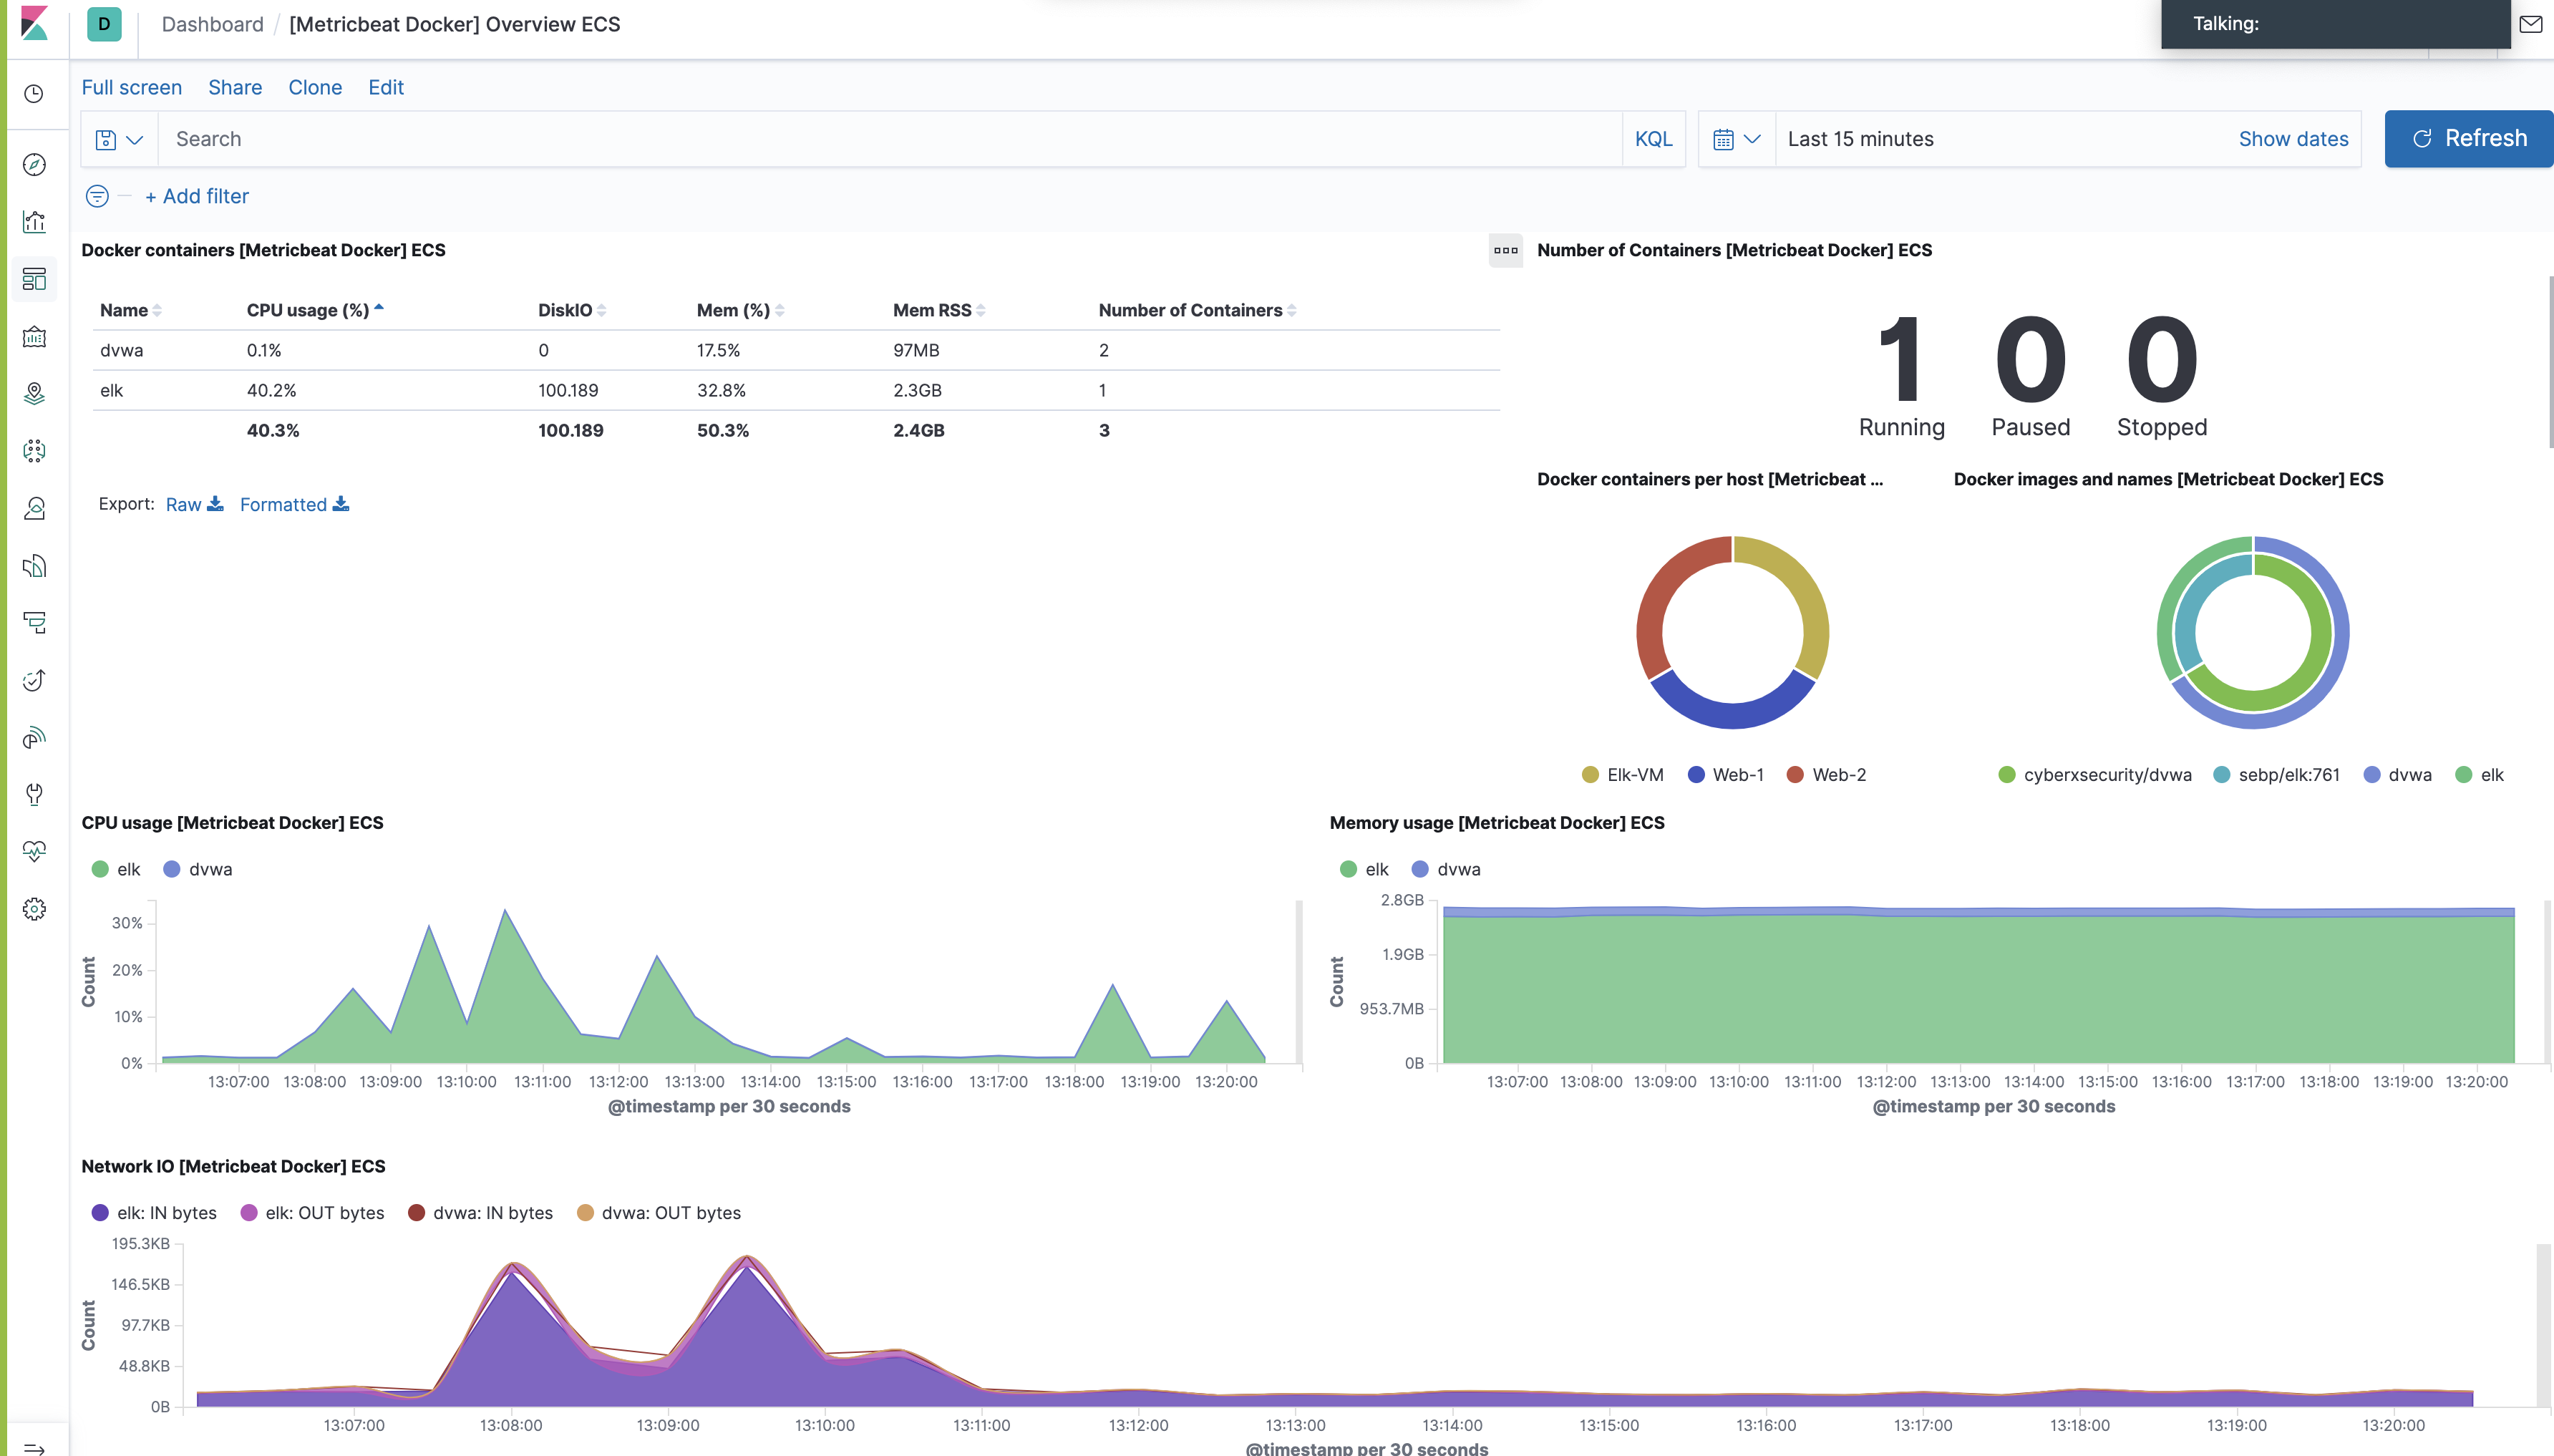 D Dashboard / [Metricbeat Docker] Overview ECS
Talking:
Full screen Share Clone Edit
Search KQL Last 15 minutes Show dates Refresh
+ Add filter
Docker containers [Metricbeat Docker] ECS
Name CPU usage (%) DiskIO Mem (%) Mem RSS Number of Containers
dvwa 0.1% 0 17.5% 97MB 2
elk 40.2% 100.189 32.8% 2.3GB 1
40.3% 100.189 50.3% 2.4GB 3
Export: Raw Formatted
Number of Containers [Metricbeat Docker] ECS
1 0 0
Running Paused Stopped
Docker containers per host [Metricbeat ...
Elk-VM Web-1 Web-2
Docker images and names [Metricbeat Docker] ECS
cyberxsecurity/dvwa sebp/elk:761 dvwa elk
CPU usage [Metricbeat Docker] ECS
elk dvwa
Count
30%
20%
10%
0%
13:07:00 13:08:00 13:09:00 13:10:00 13:11:00 13:12:00 13:13:00 13:14:00 13:15:00 13:16:00 13:17:00 13:18:00 13:19:00 13:20:00
@timestamp per 30 seconds
Memory usage [Metricbeat Docker] ECS
elk dvwa
Count
2.8GB
1.9GB
953.7MB
0B
13:07:00 13:08:00 13:09:00 13:10:00 13:11:00 13:12:00 13:13:00 13:14:00 13:15:00 13:16:00 13:17:00 13:18:00 13:19:00 13:20:00
@timestamp per 30 seconds
Network IO [Metricbeat Docker] ECS
elk: IN bytes elk: OUT bytes dvwa: IN bytes dvwa: OUT bytes
Count
195.3KB
146.5KB
97.7KB
48.8KB
0B
13:07:00 13:08:00 13:09:00 13:10:00 13:11:00 13:12:00 13:13:00 13:14:00 13:15:00 13:16:00 13:17:00 13:18:00 13:19:00 13:20:00
@timestamp per 30 seconds